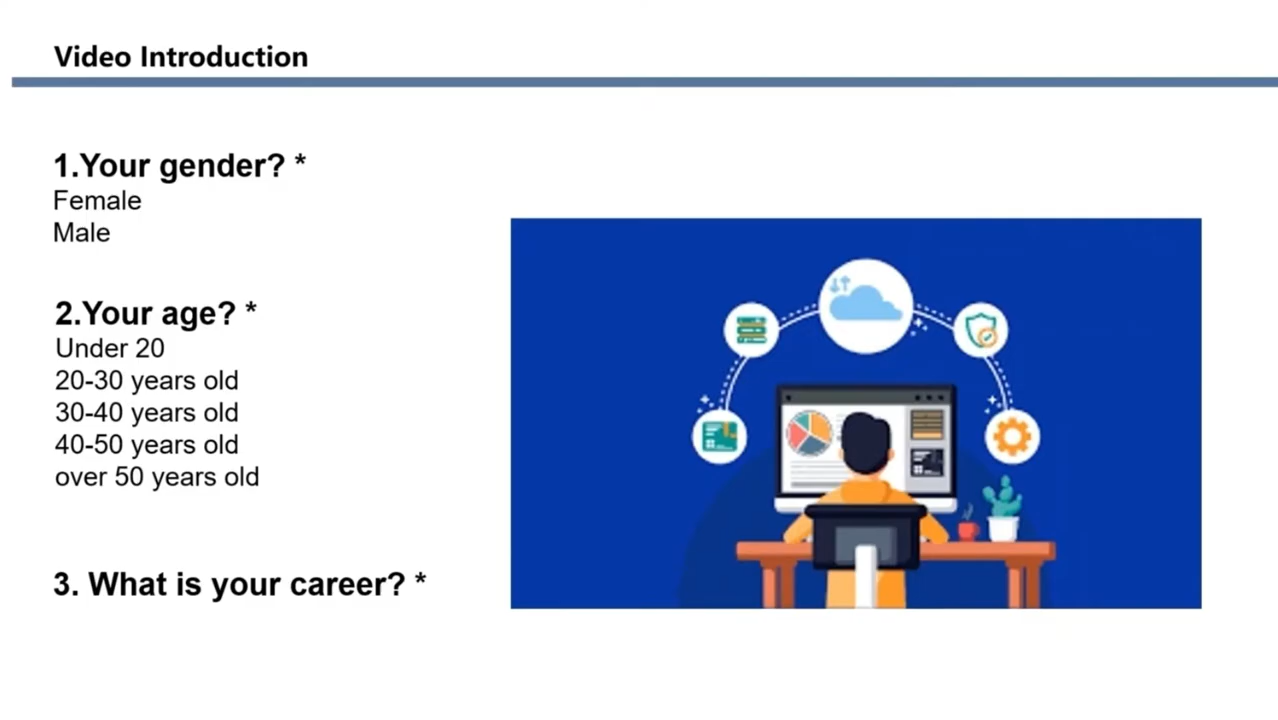 Video Introduction
1.Your gender? *
Female
Male
2.Your age? *
Under 20
20-30 years old
30-40 years old
40-50 years old
over 50 years old
3. What is your career? *